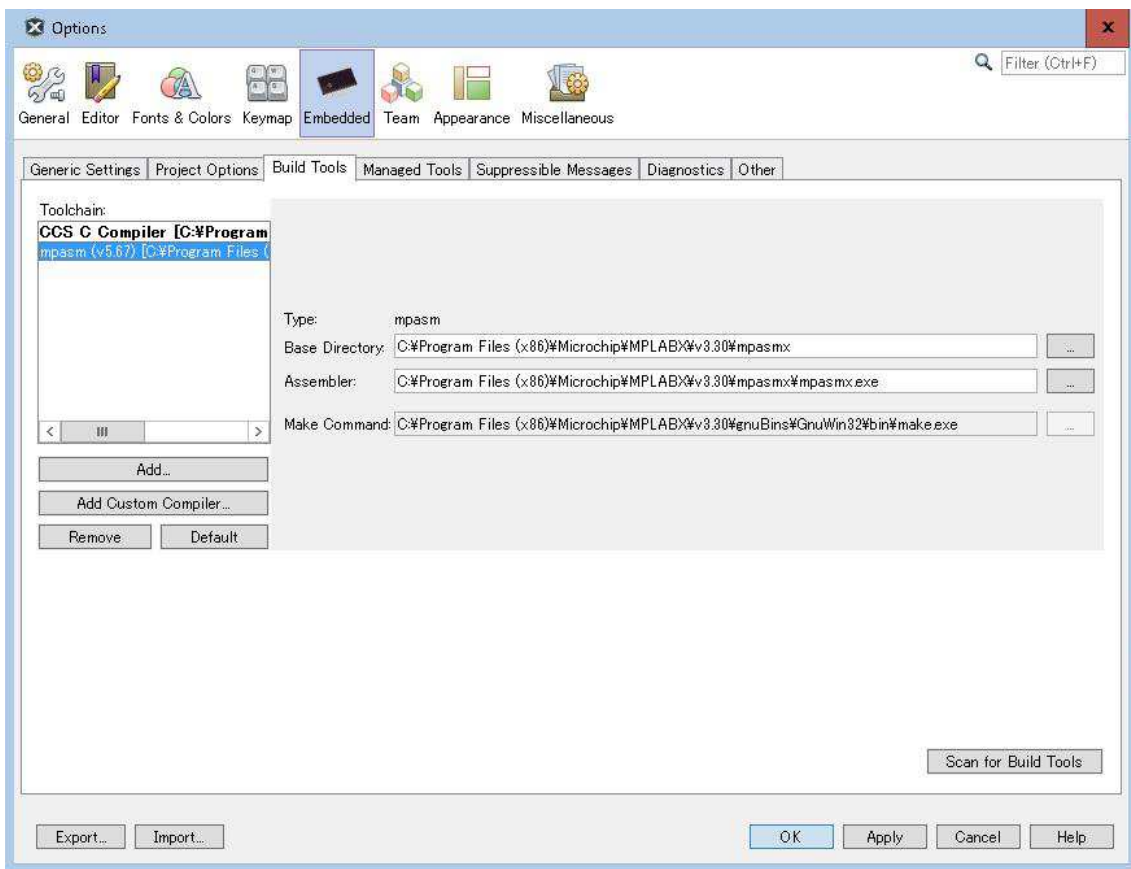 Options
Filter (Ctrl+F)
General Editor Fonts & Colors Keymap Embedded Team Appearance Miscellaneous
Generic Settings Project Options Build Tools Managed Tools Suppressible Messages Diagnostics Other
Toolchain:
CCS C Compiler [C:¥Program
mpasm (v5.67) [C:¥Program Files (
Type: mpasm
Base Directory: C:¥Program Files (x86)¥Microchip¥MPLABX¥v3.30¥mpasmx ...
Assembler: C:¥Program Files (x86)¥Microchip¥MPLABX¥v3.30¥mpasmx¥mpasmx.exe ...
Make Command: C:¥Program Files (x86)¥Microchip¥MPLABX¥v3.30¥gnuBins¥GnuWin32¥bin¥make.exe ...
Add...
Add Custom Compiler...
Remove Default
Scan for Build Tools
Export... Import... OK Apply Cancel Help